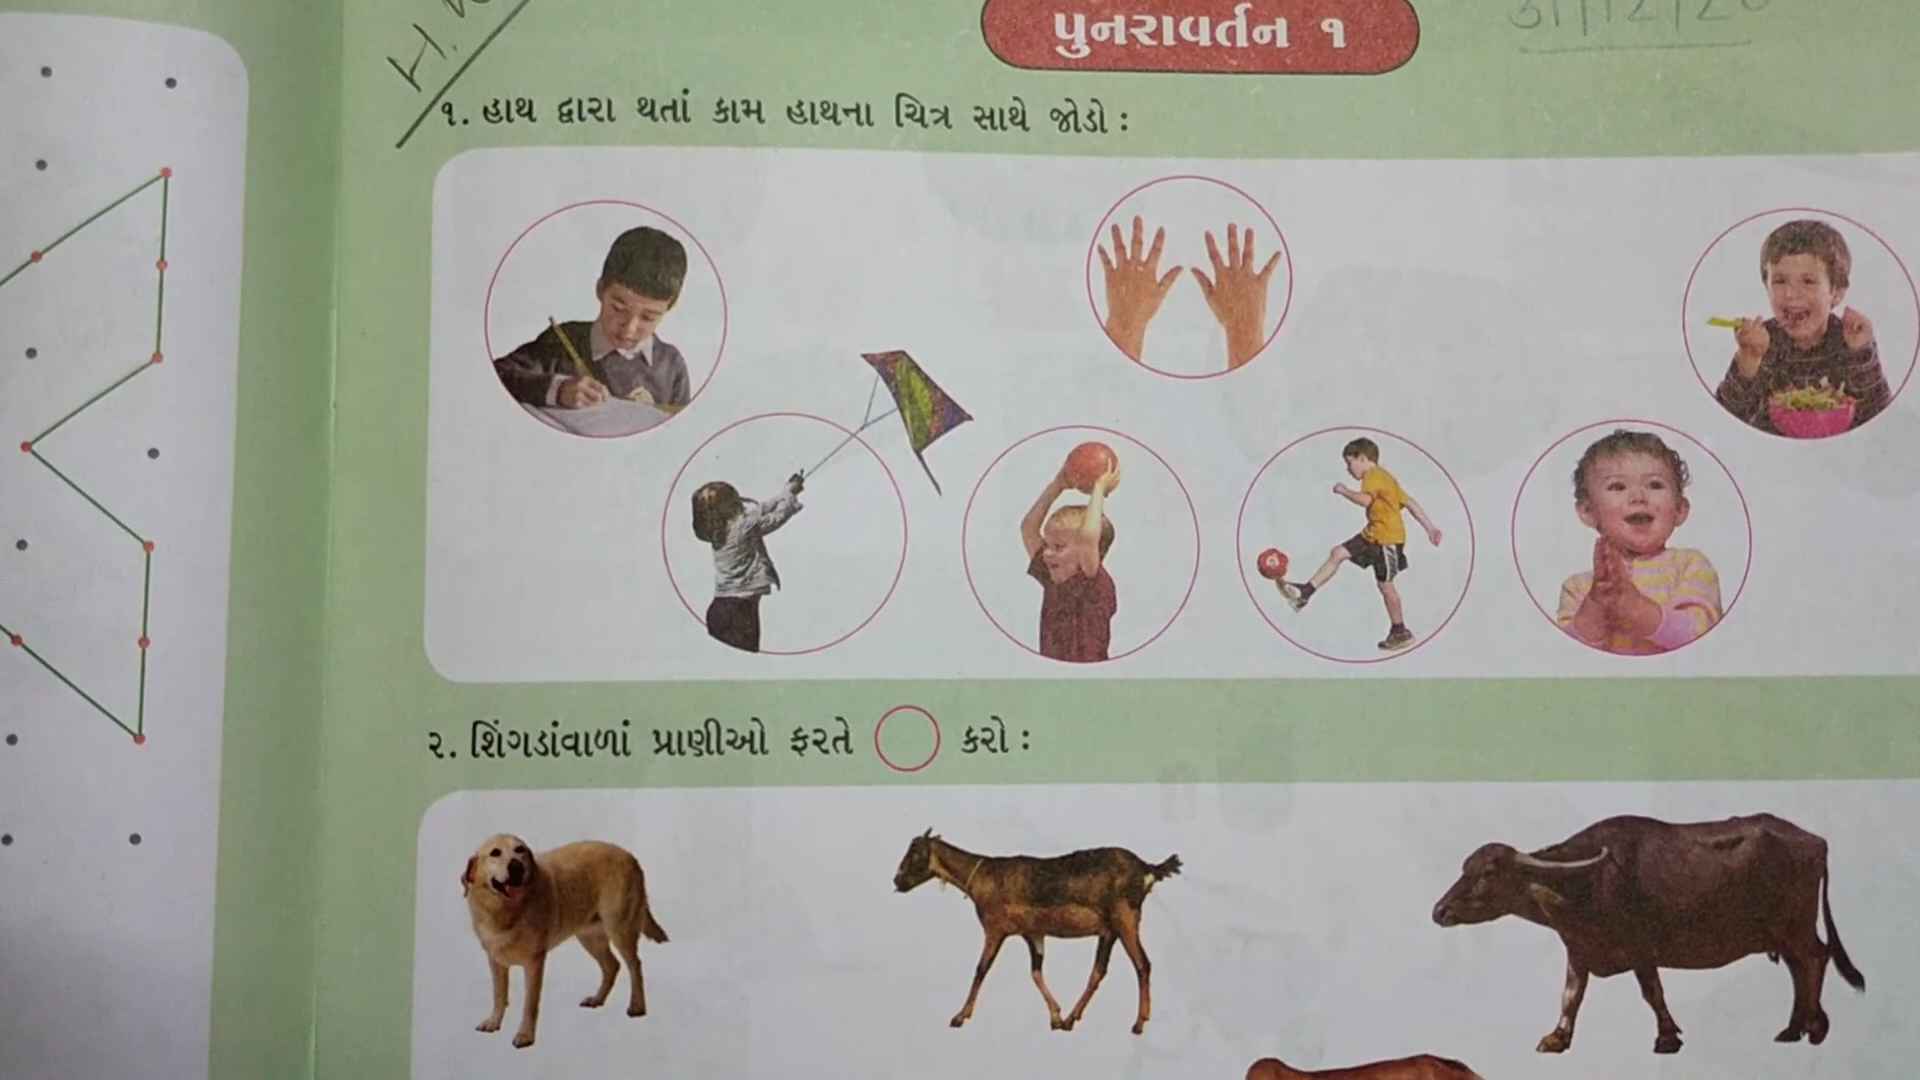 H.W
પુનરાવર્તન ૧
૧. હાથ દ્વારા થતાં કામ હાથના ચિત્ર સાથે જોડો :
૨. શિંગડાંવાળાં પ્રાણીઓ ફરતે કરો :